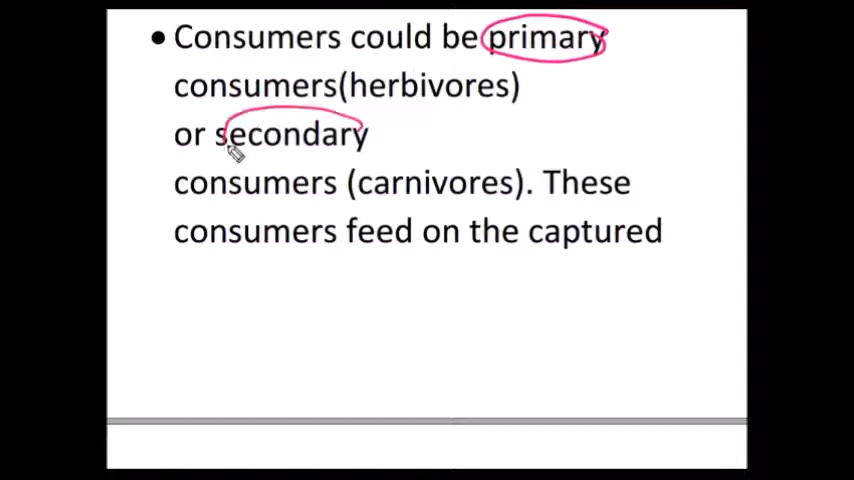 • Consumers could be primary
consumers(herbivores)
or secondary
consumers (carnivores). These
consumers feed on the captured